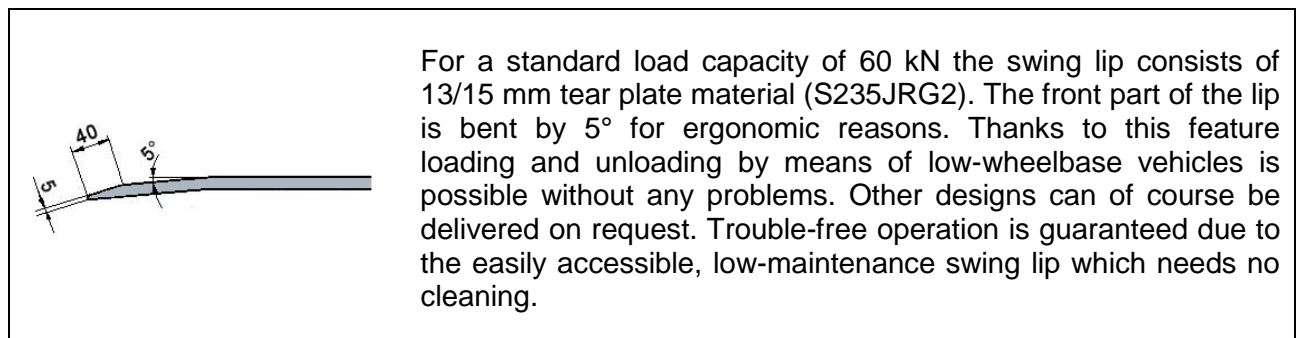 For a standard load capacity of 60 kN the swing lip consists of
13/15 mm tear plate material (S235JRG2). The front part of the lip
is bent by 5° for ergonomic reasons. Thanks to this feature
loading and unloading by means of low-wheelbase vehicles is
possible without any problems. Other designs can of course be
delivered on request. Trouble-free operation is guaranteed due to
the easily accessible, low-maintenance swing lip which needs no
cleaning.
40
5°
5